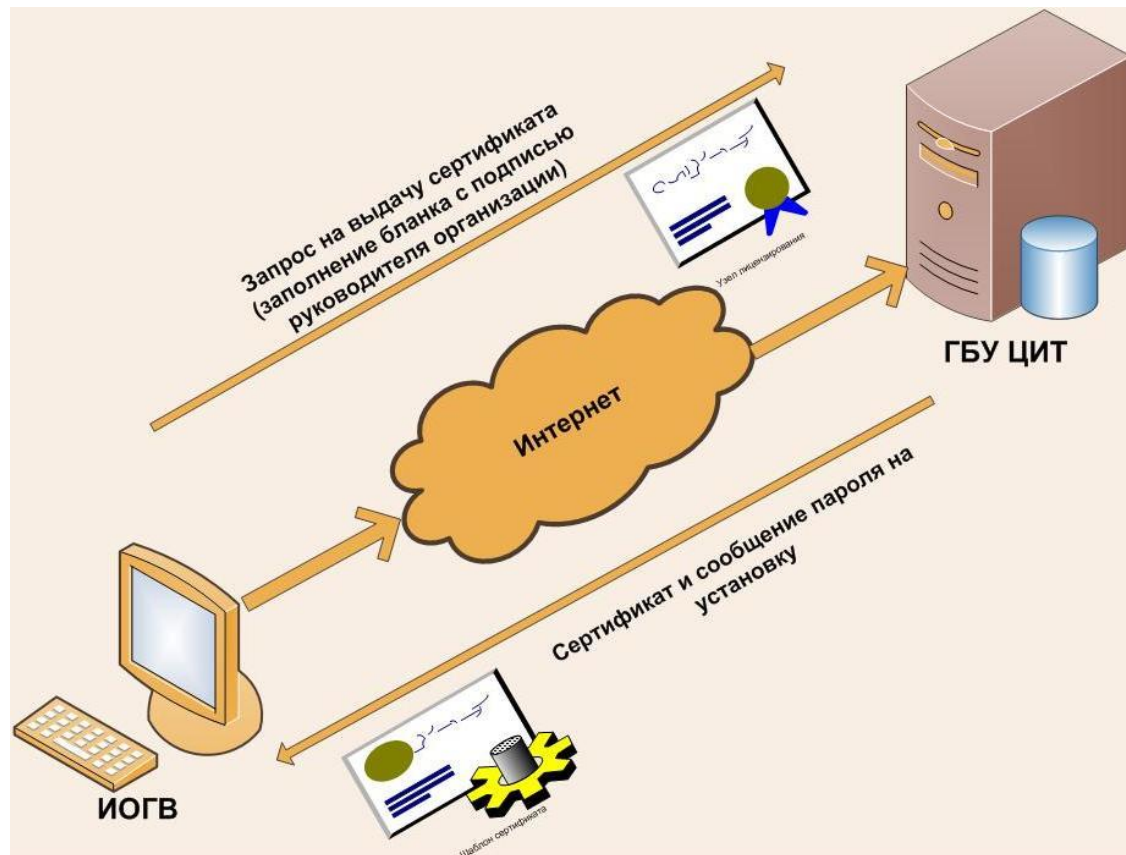 Запрос на выдачу сертификата
(заполнение бланка с подписью
руководителя организации)
Узел лицензирования
ГБУ ЦИТ
Интернет
Сертификат и сообщение пароля на
установку
ИОГВ
Шаблон сертификата